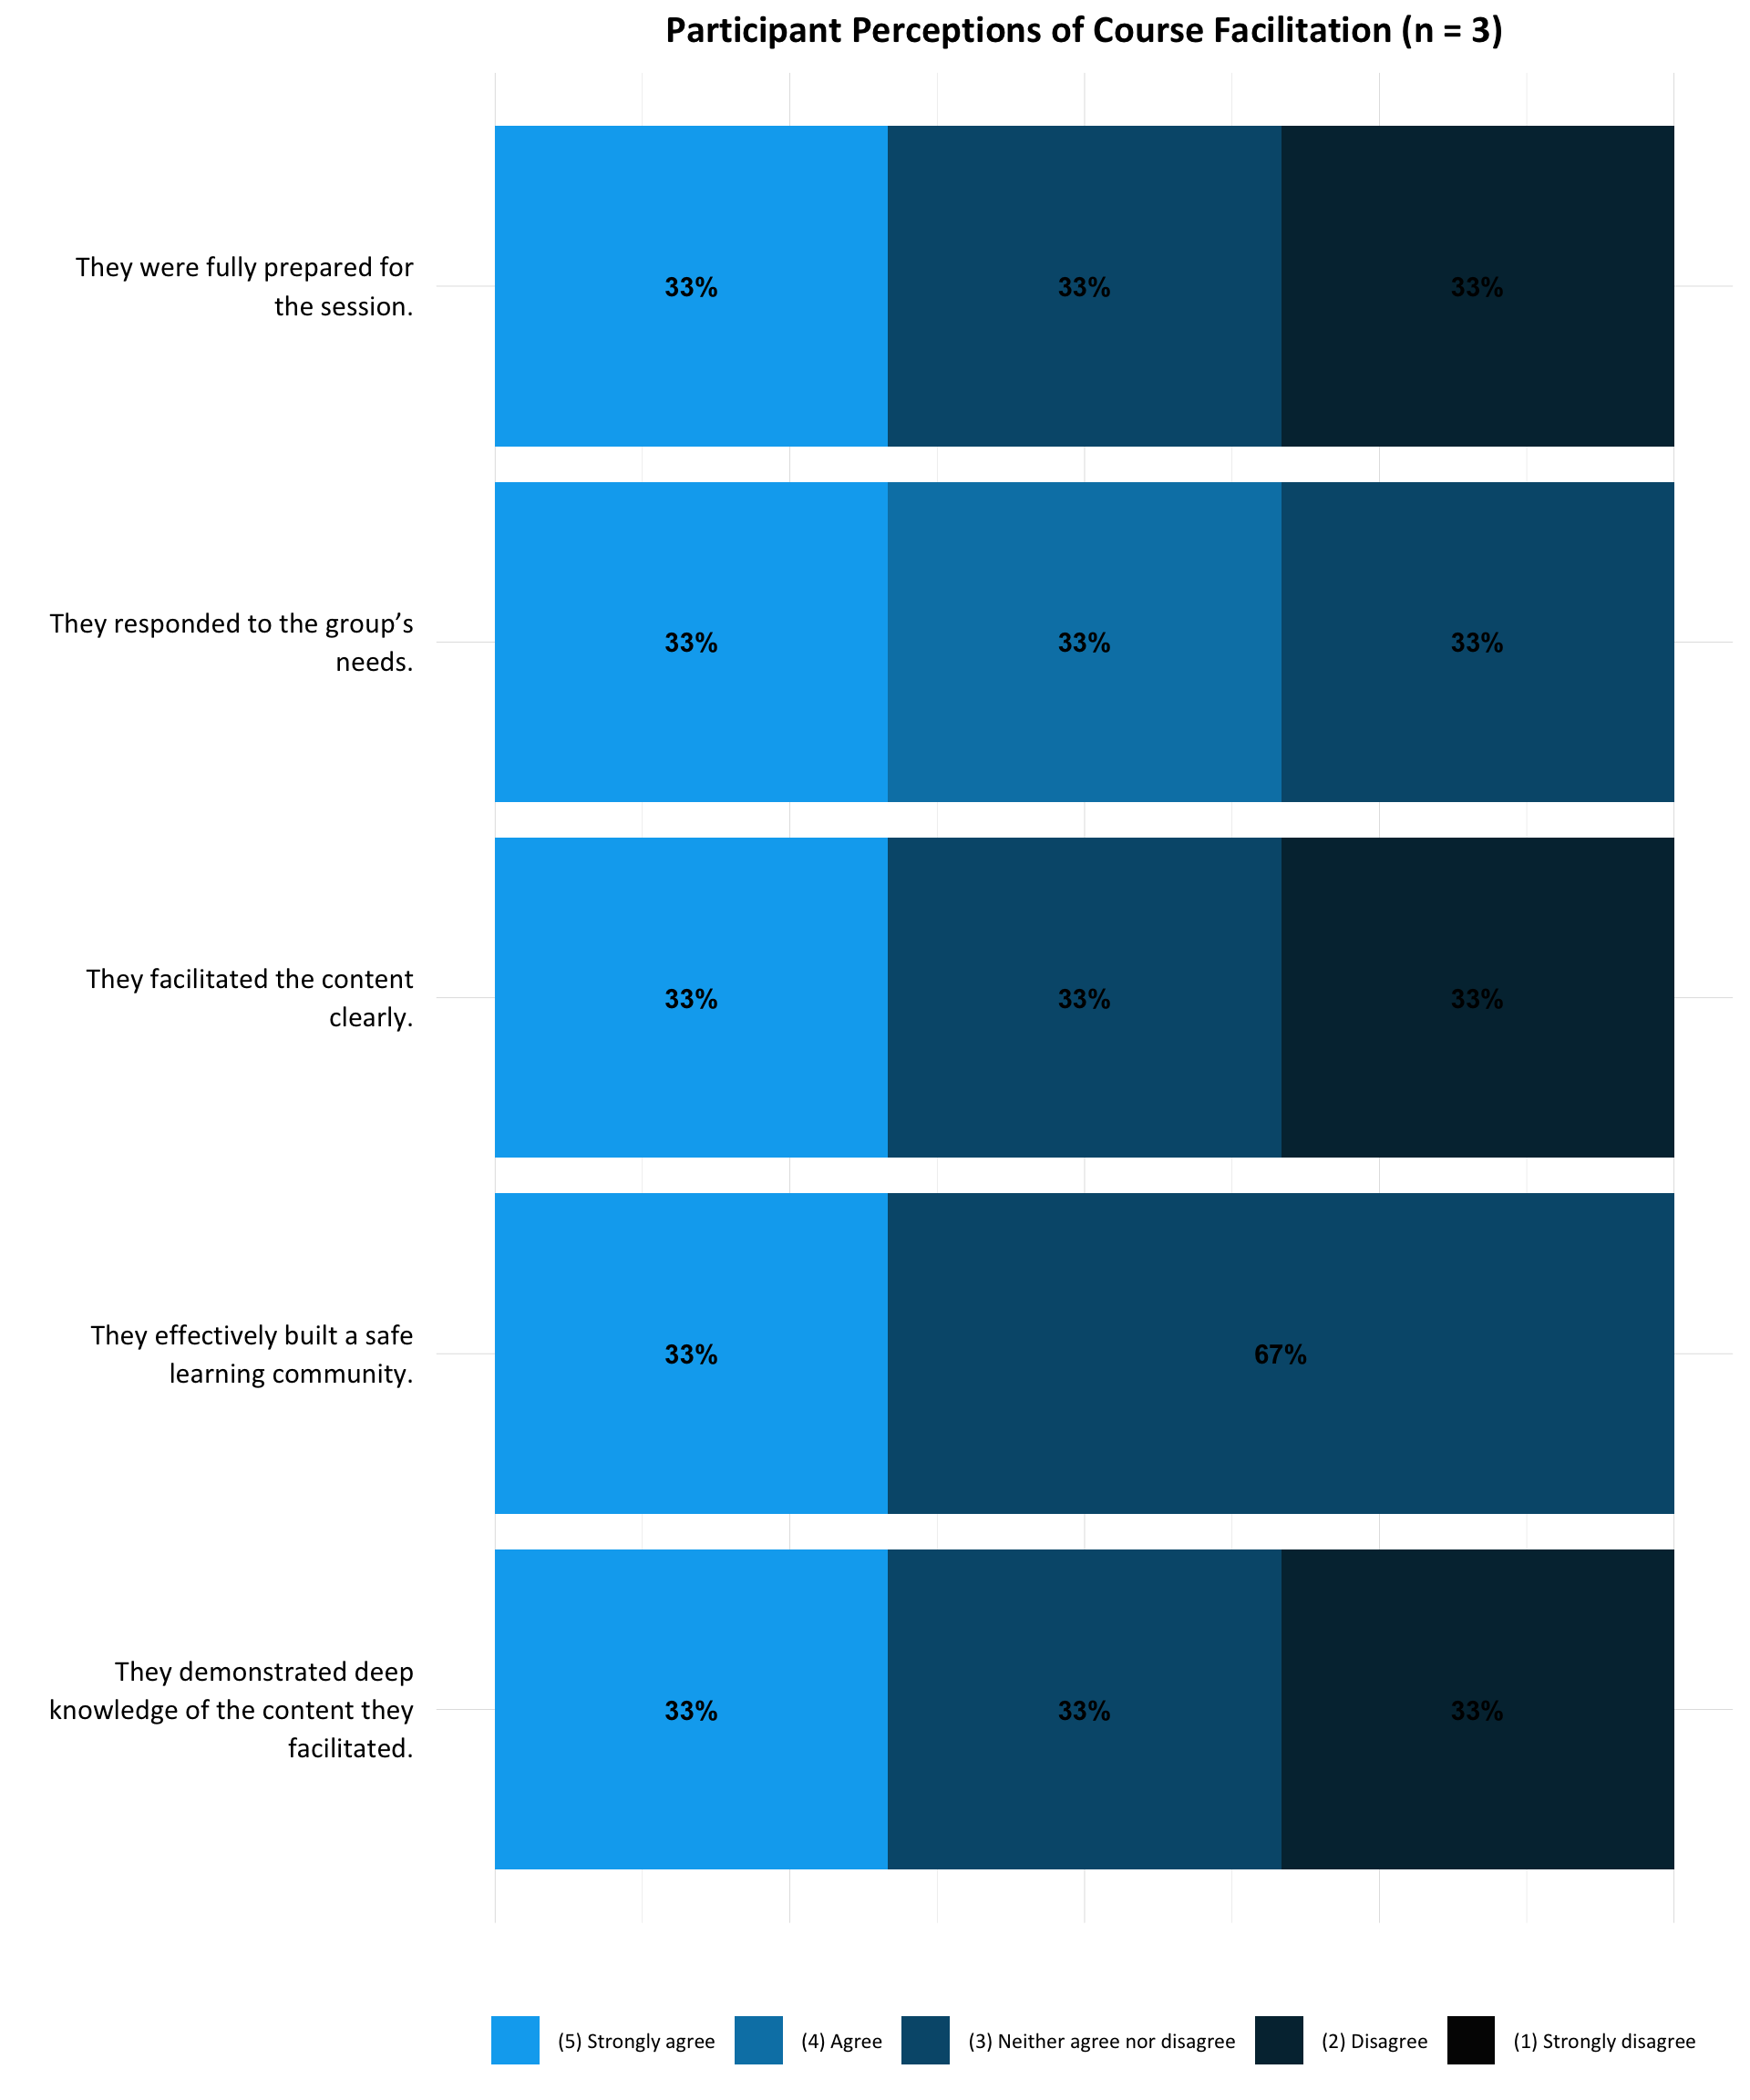 Participant Perceptions of Course Facilitation (n = 3)
They were fully prepared for
the session.
33%
33%
33%
They responded to the group’s
needs.
33%
33%
33%
They facilitated the content
clearly.
33%
33%
33%
They effectively built a safe
learning community.
33%
67%
They demonstrated deep
knowledge of the content they
facilitated.
33%
33%
33%
(5) Strongly agree
(4) Agree
(3) Neither agree nor disagree
(2) Disagree
(1) Strongly disagree